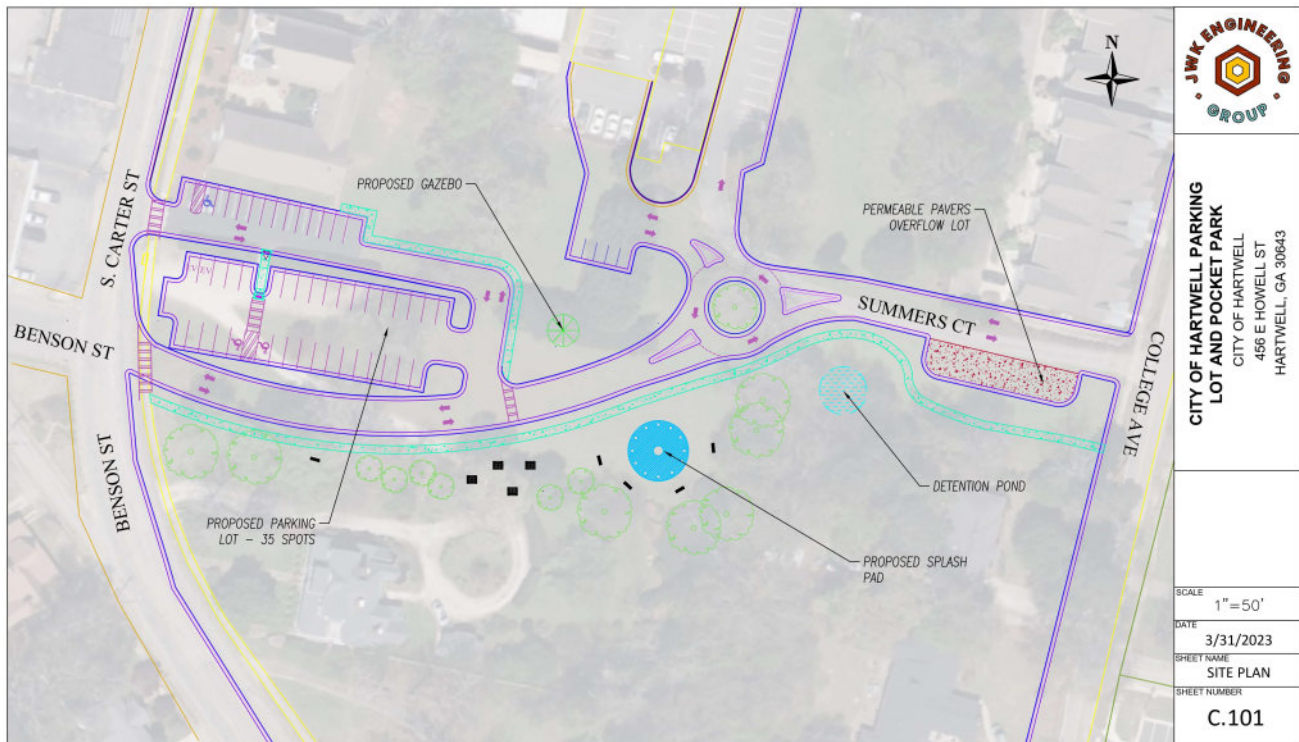 N
S. CARTER ST
PROPOSED GAZEBO
PERMEABLE PAVERS
OVERFLOW LOT
EV EV
BENSON ST
SUMMERS CT
COLLEGE AVE
BENSON ST
PROPOSED PARKING
LOT - 35 SPOTS
DETENTION POND
PROPOSED SPLASH
PAD
JWK ENGINEERING
GROUP
CITY OF HARTWELL PARKING
LOT AND POCKET PARK
CITY OF HARTWELL
456 E HOWELL ST
HARTWELL, GA 30643
SCALE
1"=50'
DATE
3/31/2023
SHEET NAME
SITE PLAN
SHEET NUMBER
C.101